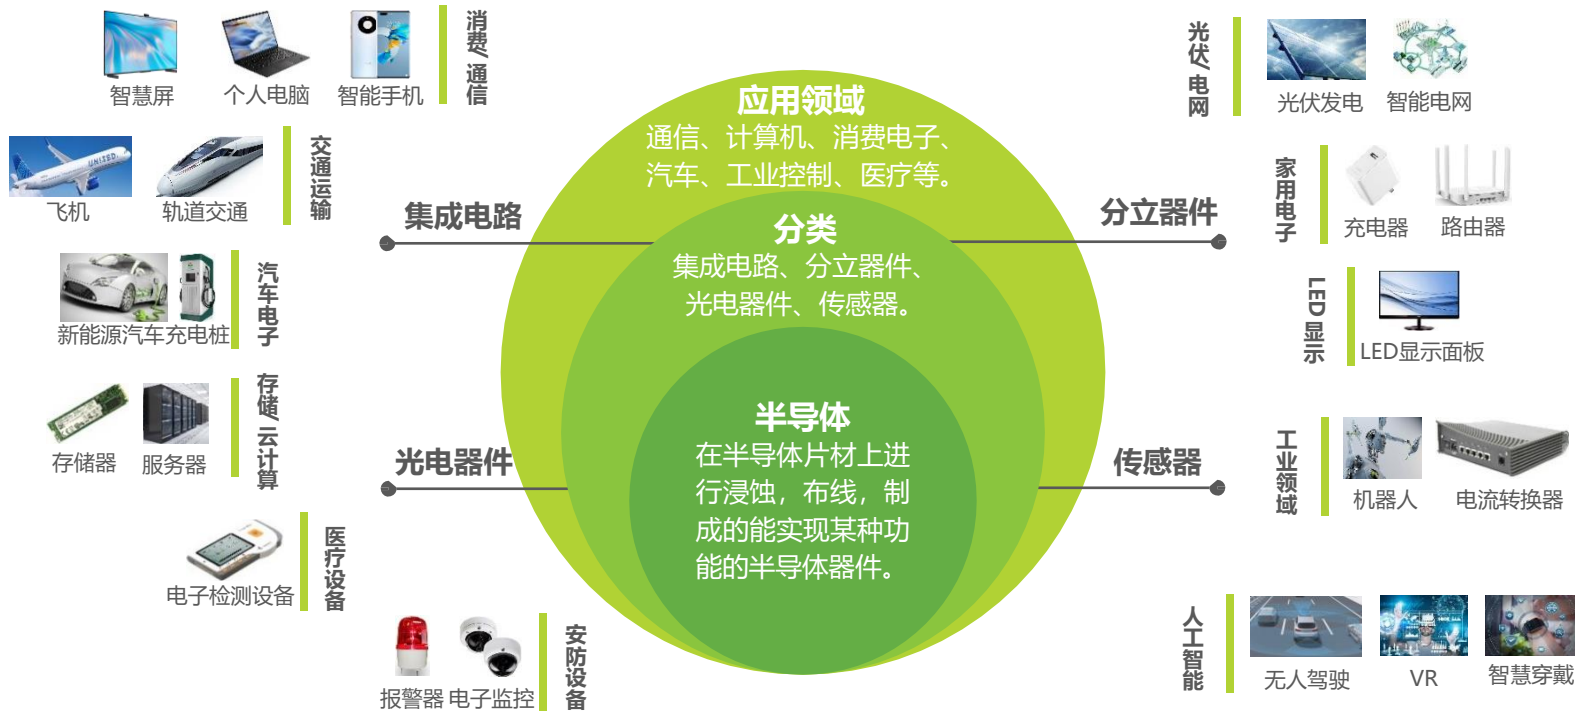 智慧屏
个人电脑
智能手机
消费/通信
UNITED
飞机
轨道交通
交通运输
新能源汽车充电桩
汽车电子
存储器
服务器
存储/云计算
电子检测设备
医疗设备
报警器
电子监控
安防设备
集成电路
光电器件
应用领域
通信、计算机、消费电子、
汽车、工业控制、医疗等。
分类
集成电路、分立器件、
光电器件、传感器。
半导体
在半导体片材上进
行浸蚀，布线，制
成的能实现某种功
能的半导体器件。
分立器件
传感器
光伏/电网
光伏发电
智能电网
家用电子
充电器
路由器
LED显示
LED显示面板
工业领域
机器人
电流转换器
人工智能
无人驾驶
VR
智慧穿戴